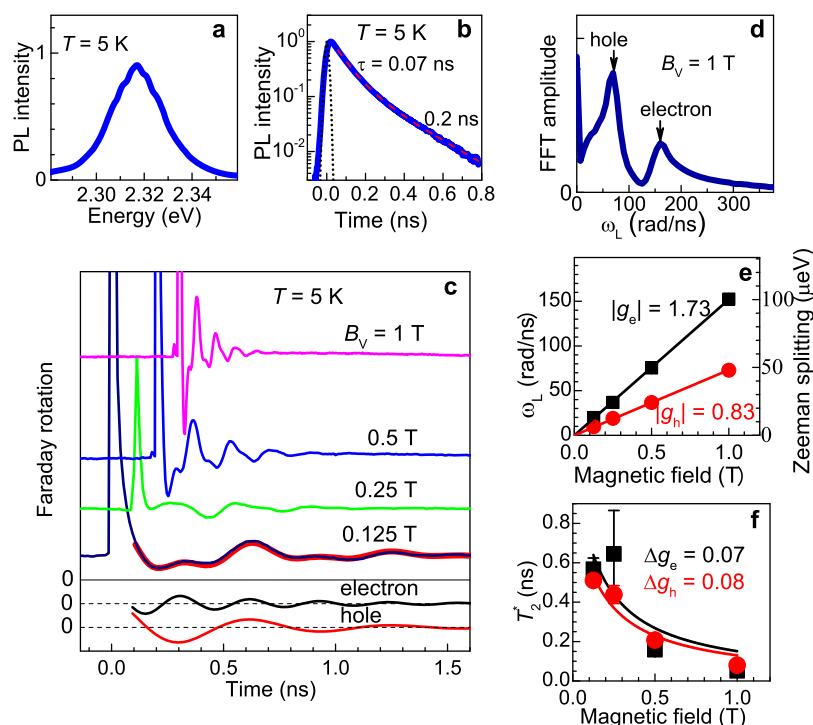 a
T = 5 K
PL intensity
1
0
2.30 2.32 2.34
Energy (eV)
b
T = 5 K
τ = 0.07 ns
0.2 ns
PL intensity
10⁰
10⁻¹
10⁻²
0.0 0.2 0.4 0.6 0.8
Time (ns)
d
hole
B_V = 1 T
electron
FFT amplitude
0
0 100 200 300
ω_L (rad/ns)
c
T = 5 K
B_V = 1 T
0.5 T
0.25 T
0.125 T
Faraday rotation
0
electron
0
hole
0
0.0 0.5 1.0 1.5
Time (ns)
e
|g_e| = 1.73
|g_h| = 0.83
ω_L (rad/ns)
150
100
50
0
Zeeman splitting (μeV)
100
50
0
0.0 0.5 1.0
Magnetic field (T)
f
Δg_e = 0.07
Δg_h = 0.08
T₂* (ns)
0.8
0.6
0.4
0.2
0.0
0.0 0.5 1.0
Magnetic field (T)